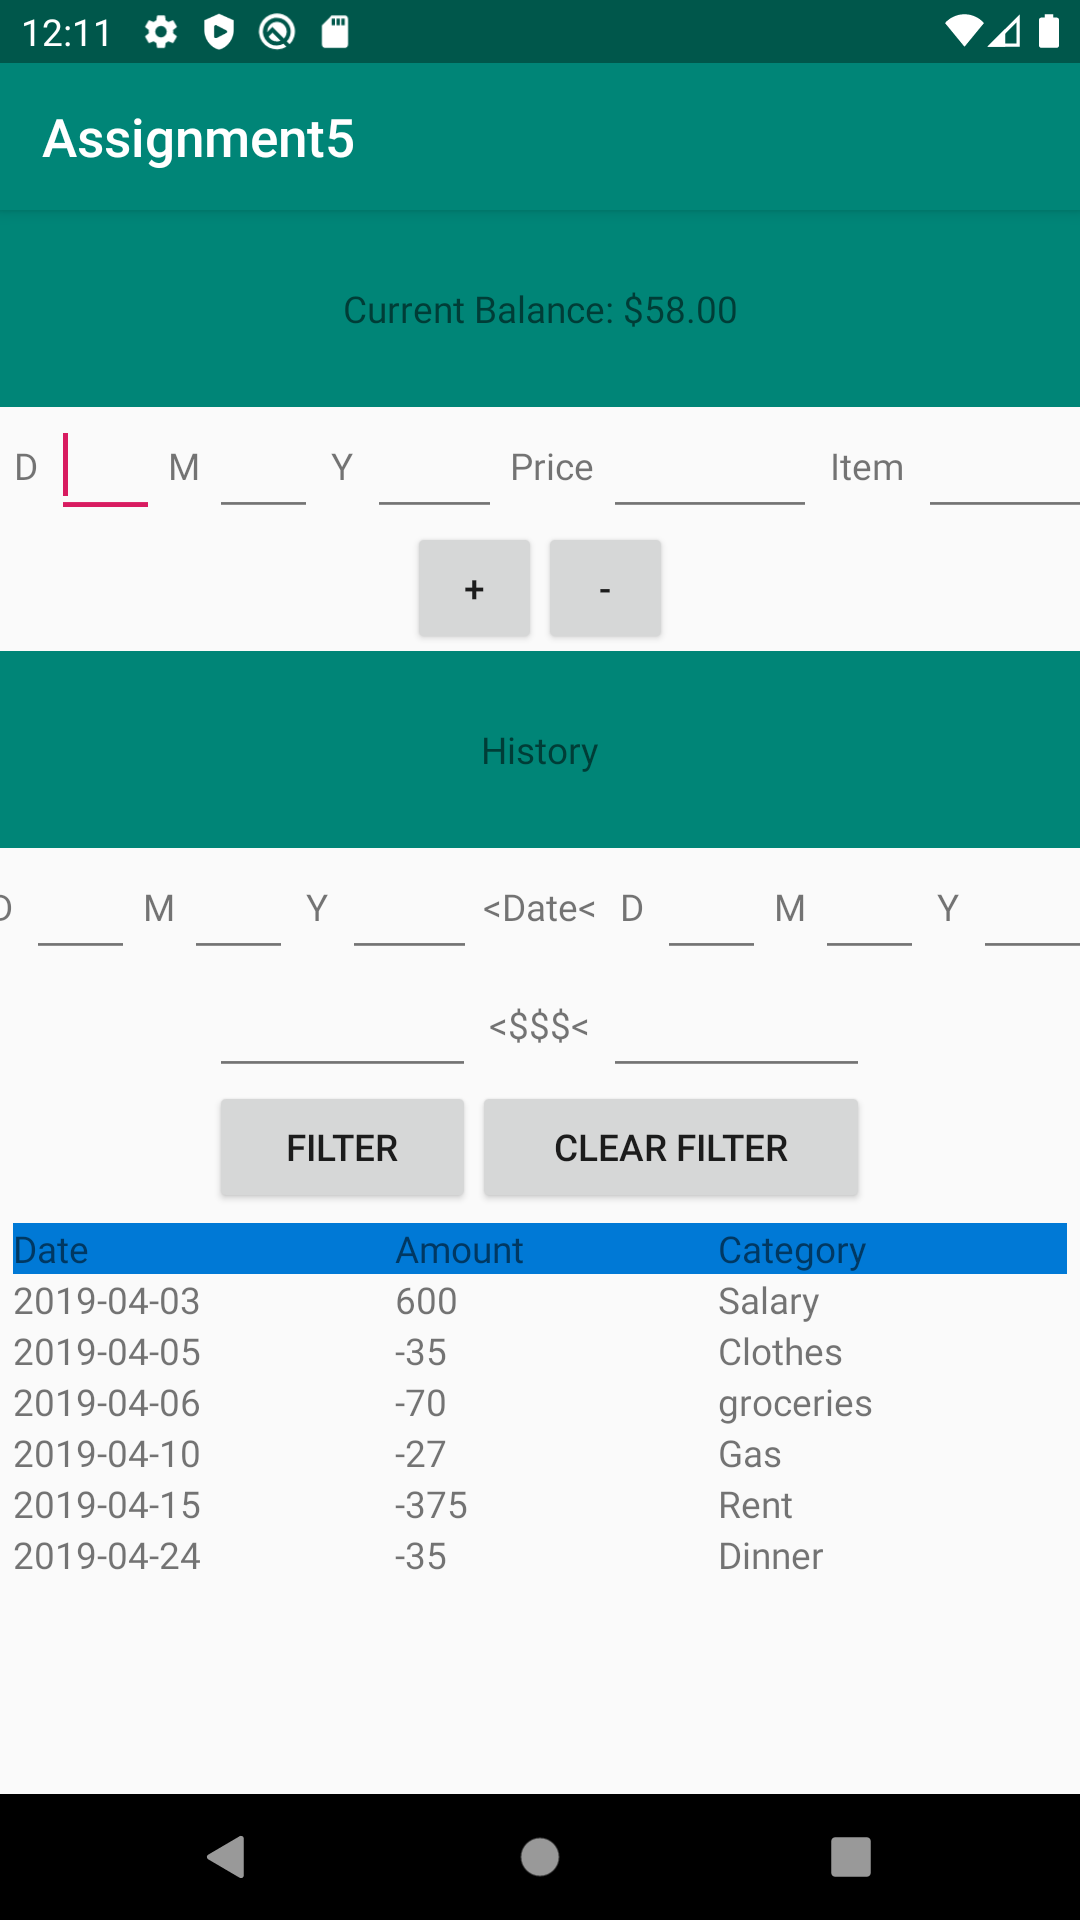 12:11
Assignment5
Current Balance: $58.00
D M Y Price Item
+ -
History
D M Y <Date< D M Y
<$$$<
FILTER CLEAR FILTER
Date Amount Category
2019-04-03 600 Salary
2019-04-05 -35 Clothes
2019-04-06 -70 groceries
2019-04-10 -27 Gas
2019-04-15 -375 Rent
2019-04-24 -35 Dinner